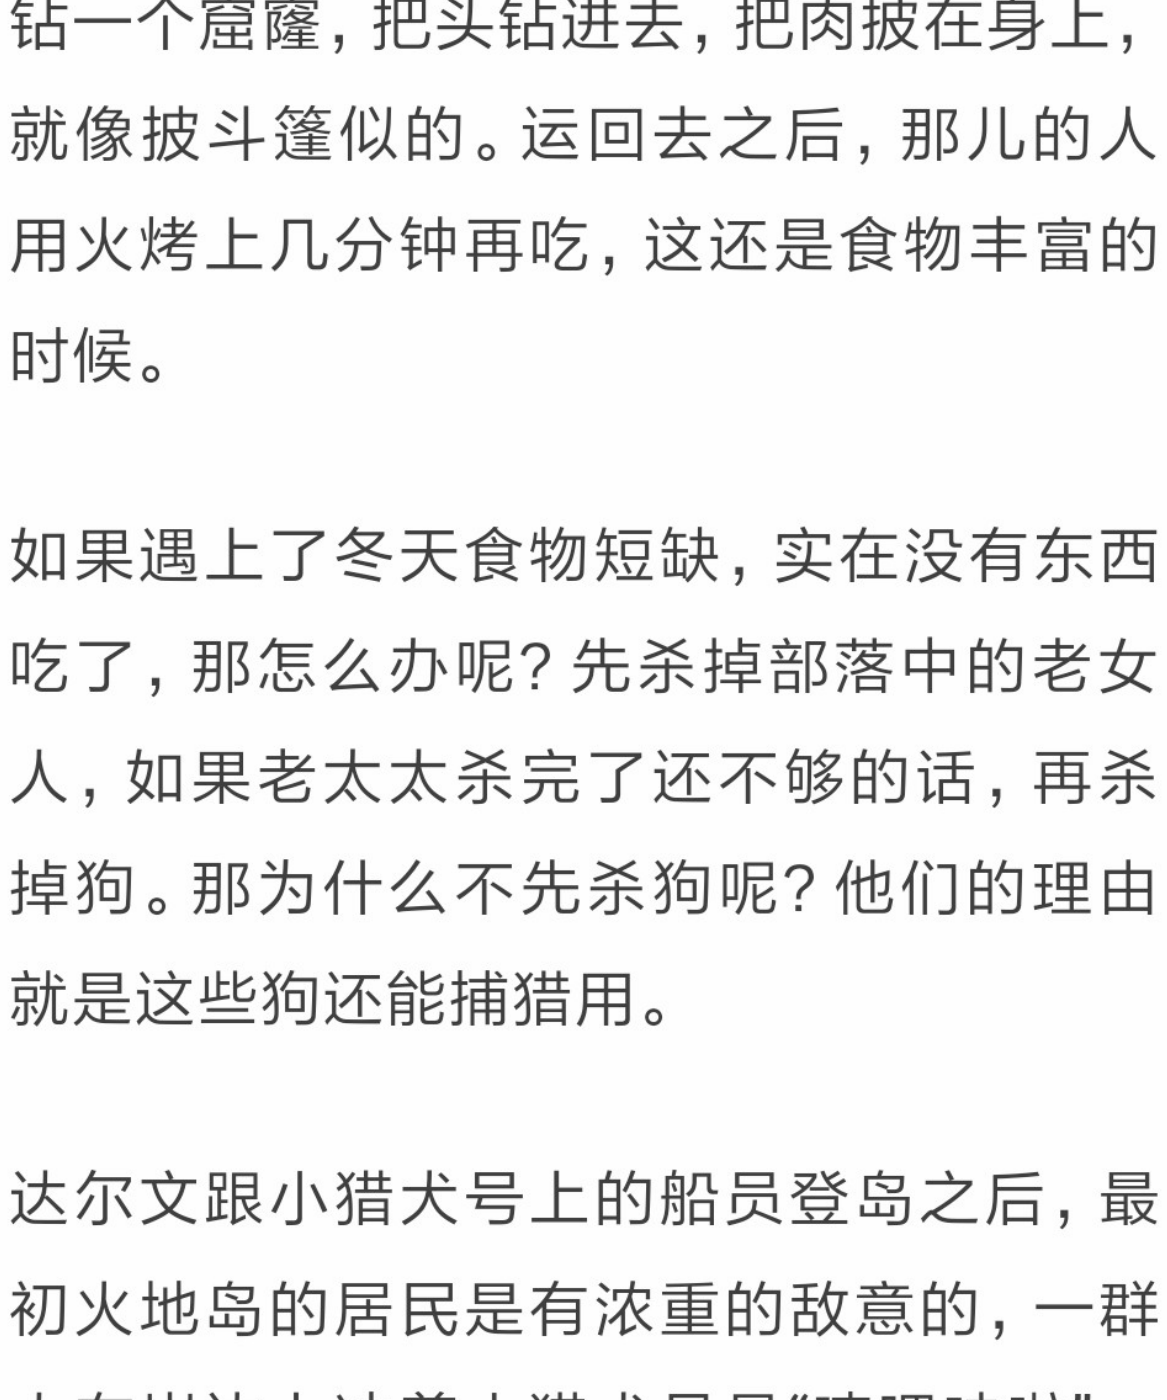 钻一个窟窿，把头钻进去，把肉披在身上，
就像披斗篷似的。运回去之后，那儿的人
用火烤上几分钟再吃，这还是食物丰富的
时候。
如果遇上了冬天食物短缺，实在没有东西
吃了，那怎么办呢？先杀掉部落中的老女
人，如果老太太杀完了还不够的话，再杀
掉狗。那为什么不先杀狗呢？他们的理由
就是这些狗还能捕猎用。
达尔文跟小猎犬号上的船员登岛之后，最
初火地岛的居民是有浓重的敌意的，一群